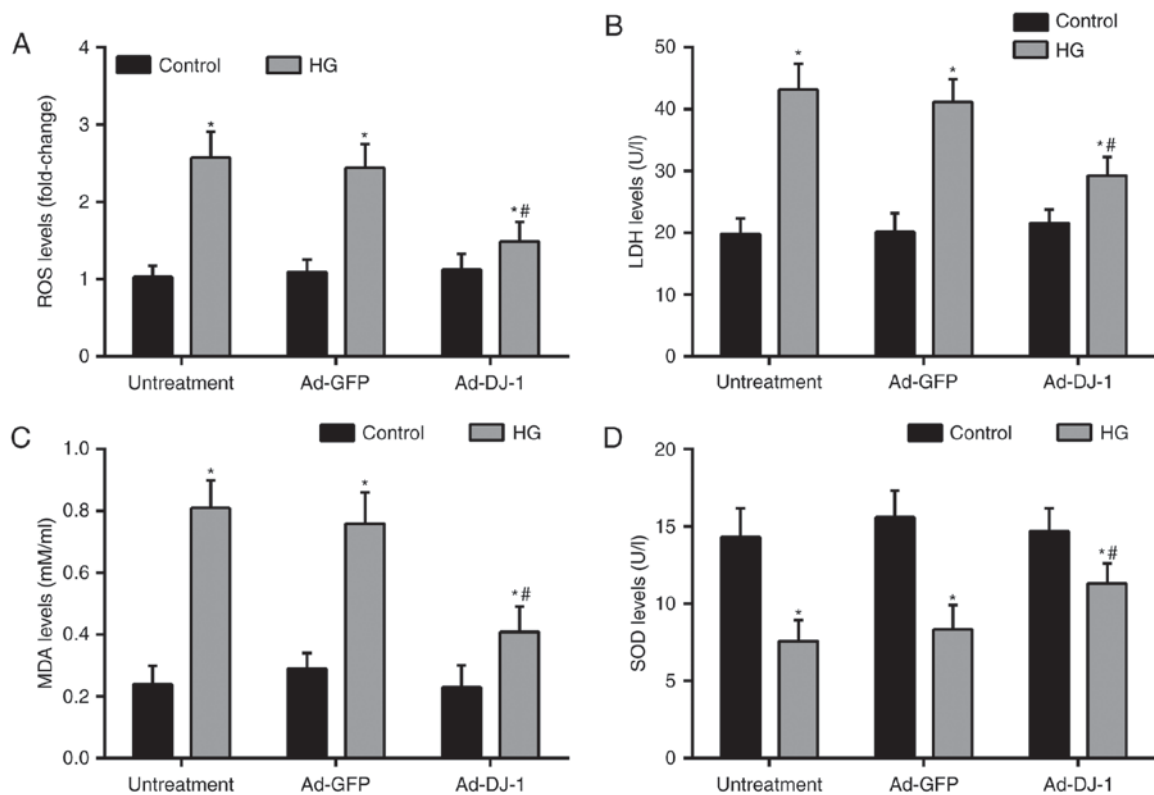 A
Control
HG
ROS levels (fold-change)
4
3
2
1
0
*
*
*#
Untreatment
Ad-GFP
Ad-DJ-1
B
Control
HG
LDH levels (U/l)
50
40
30
20
10
0
*
*
*#
Untreatment
Ad-GFP
Ad-DJ-1
C
Control
HG
MDA levels (mM/ml)
1.0
0.8
0.6
0.4
0.2
0.0
*
*
*#
Untreatment
Ad-GFP
Ad-DJ-1
D
Control
HG
SOD levels (U/l)
20
15
10
5
0
*
*
*#
Untreatment
Ad-GFP
Ad-DJ-1